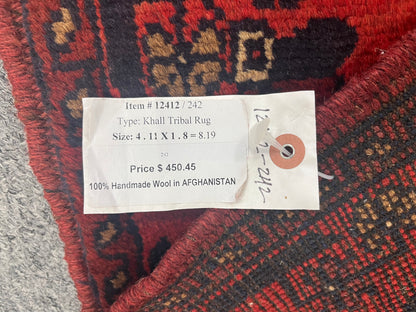 Item # 12412 / 242
Type: Khall Tribal Rug
Size: 4 . 11 X 1 . 8 = 8.19
242
Price $ 450.45
100% Handmade Wool in AFGHANISTAN